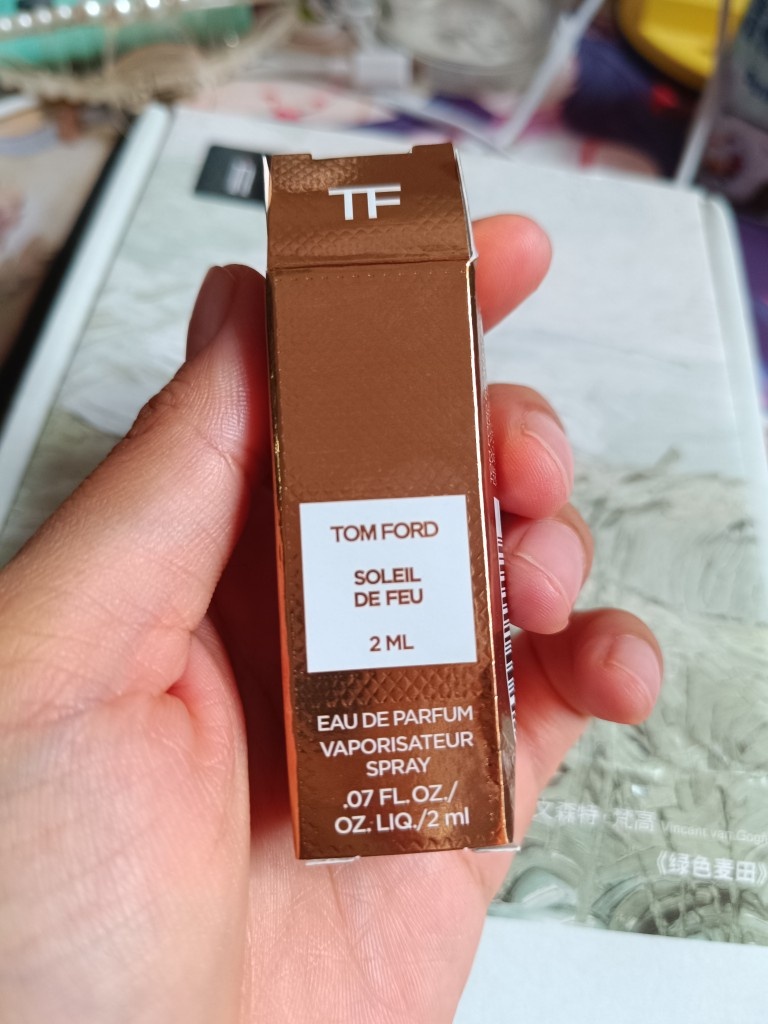 TF
TOM FORD
SOLEIL
DE FEU
2 ML
EAU DE PARFUM
VAPORISATEUR
SPRAY
.07 FL. OZ./
OZ. LIQ./2 ml
文森特·梵高 Vincent van Gogh
《绿色麦田》